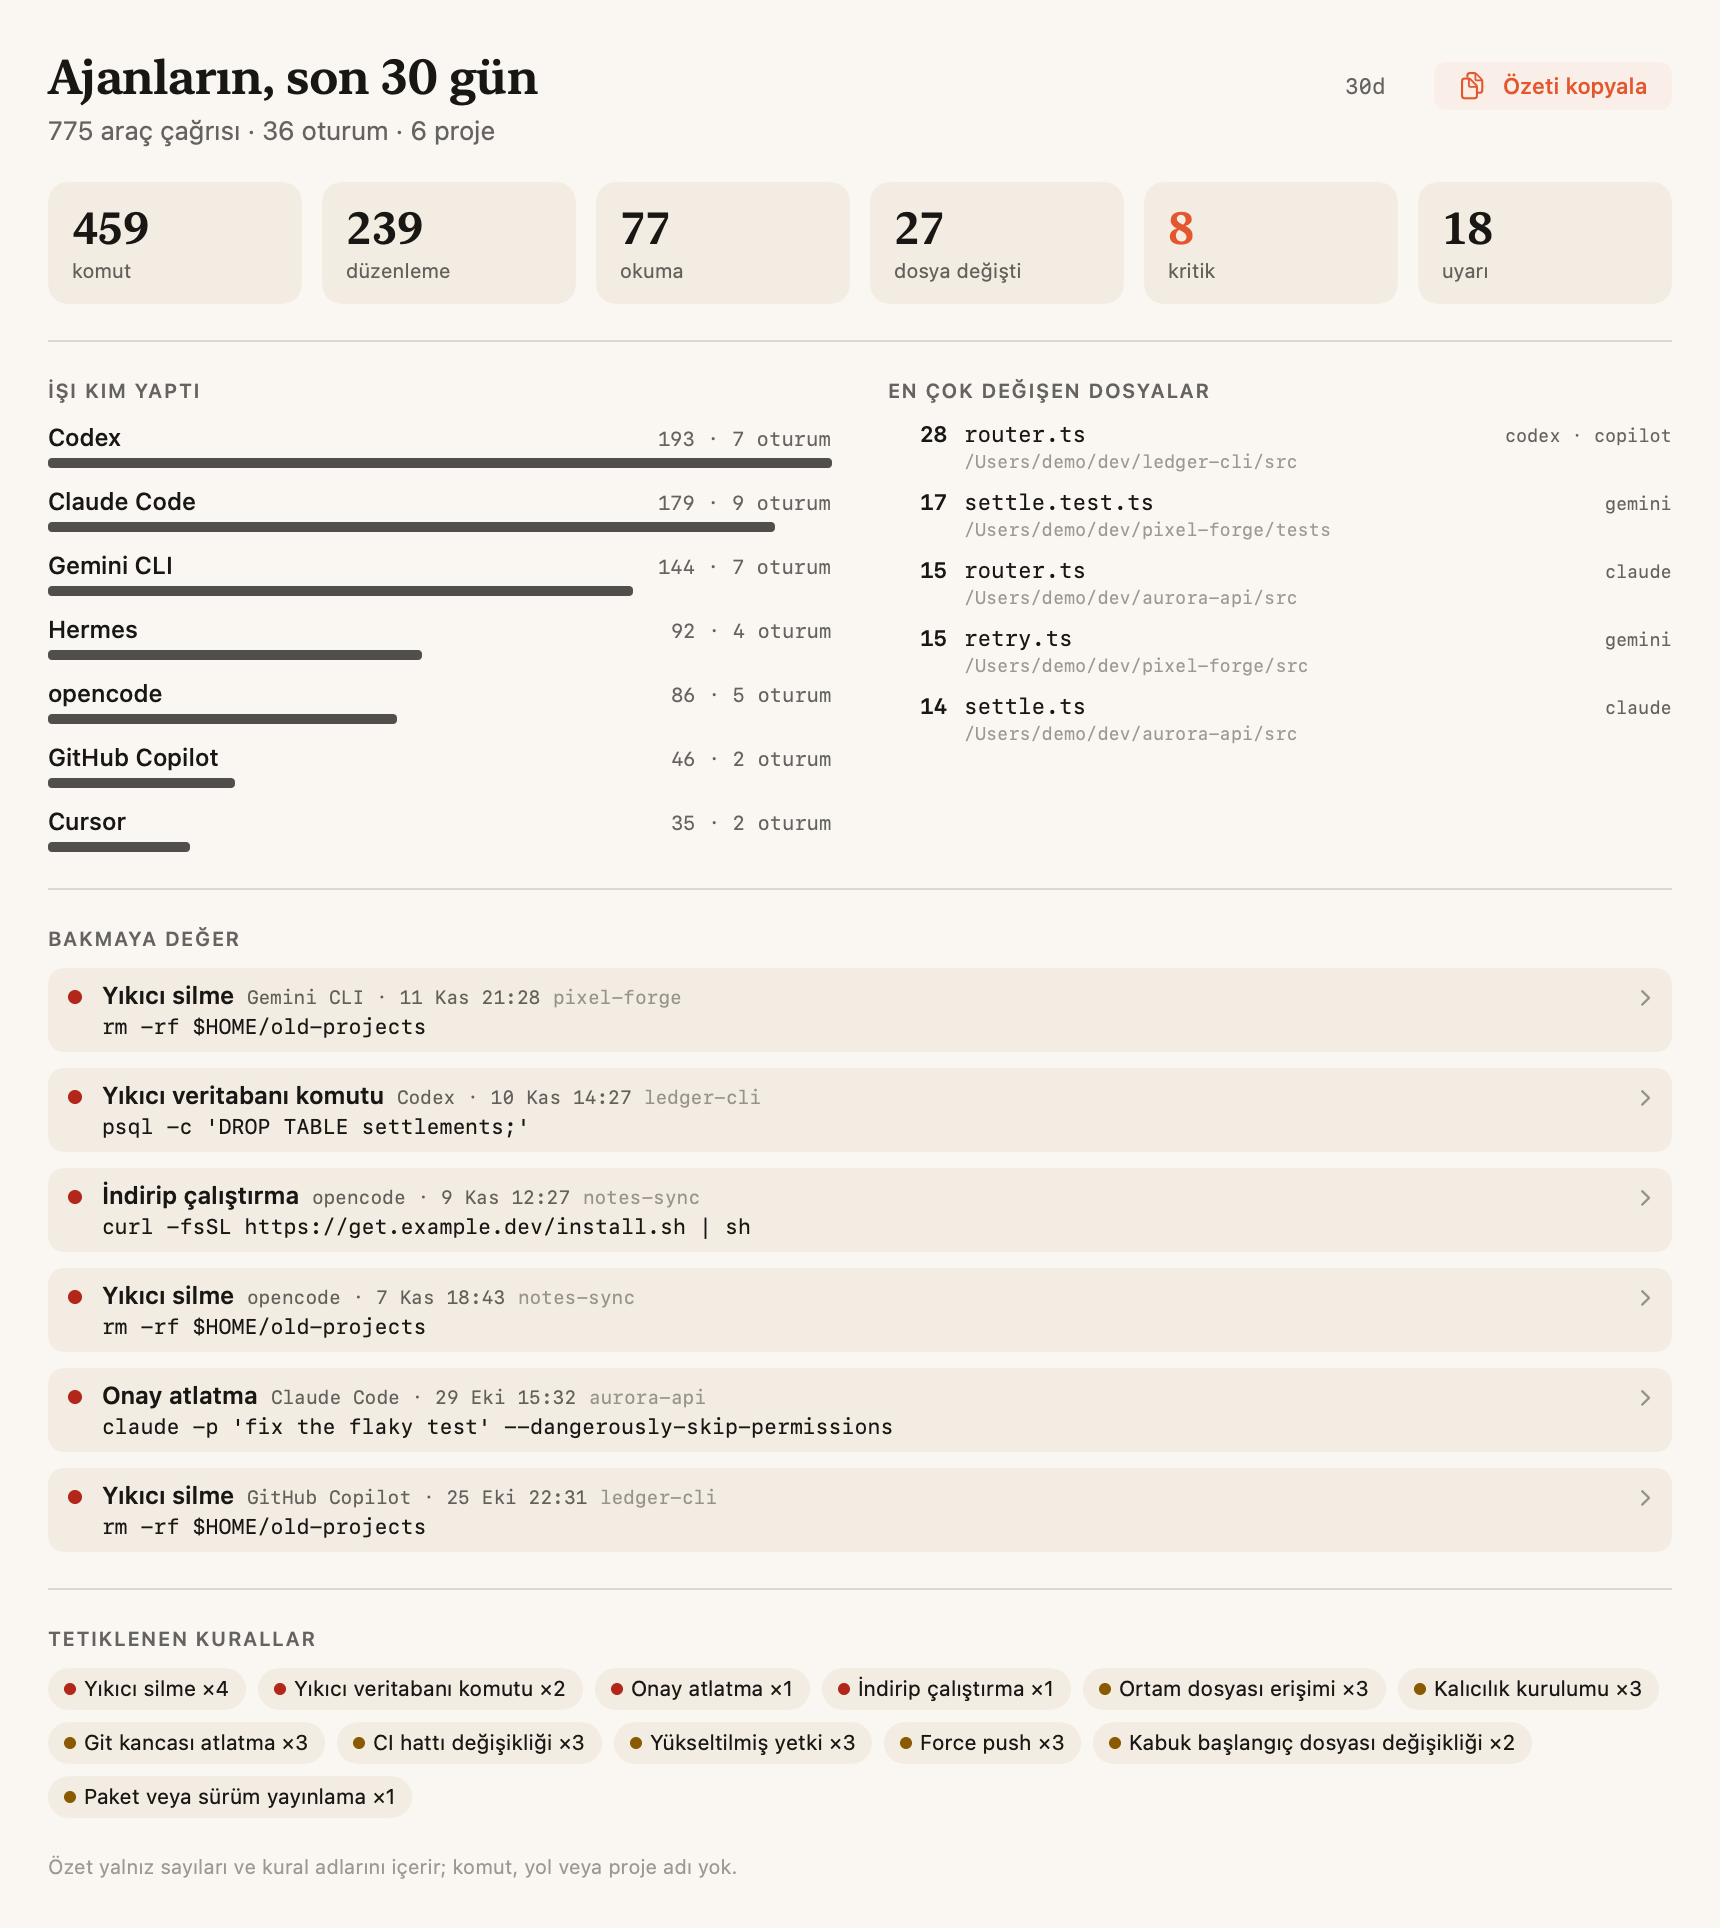 Ajanların, son 30 gün
30d
Özeti kopyala
775 araç çağrısı · 36 oturum · 6 proje
459
komut
239
düzenleme
77
okuma
27
dosya değişti
8
kritik
18
uyarı
İŞİ KIM YAPTI
Codex
193 · 7 oturum
Claude Code
179 · 9 oturum
Gemini CLI
144 · 7 oturum
Hermes
92 · 4 oturum
opencode
86 · 5 oturum
GitHub Copilot
46 · 2 oturum
Cursor
35 · 2 oturum
EN ÇOK DEĞİŞEN DOSYALAR
28 router.ts codex · copilot
/Users/demo/dev/ledger-cli/src
17 settle.test.ts gemini
/Users/demo/dev/pixel-forge/tests
15 router.ts claude
/Users/demo/dev/aurora-api/src
15 retry.ts gemini
/Users/demo/dev/pixel-forge/src
14 settle.ts claude
/Users/demo/dev/aurora-api/src
BAKMAYA DEĞER
Yıkıcı silme Gemini CLI · 11 Kas 21:28 pixel-forge
rm -rf $HOME/old-projects
Yıkıcı veritabanı komutu Codex · 10 Kas 14:27 ledger-cli
psql -c 'DROP TABLE settlements;'
İndirip çalıştırma opencode · 9 Kas 12:27 notes-sync
curl -fsSL https://get.example.dev/install.sh | sh
Yıkıcı silme opencode · 7 Kas 18:43 notes-sync
rm -rf $HOME/old-projects
Onay atlatma Claude Code · 29 Eki 15:32 aurora-api
claude -p 'fix the flaky test' --dangerously-skip-permissions
Yıkıcı silme GitHub Copilot · 25 Eki 22:31 ledger-cli
rm -rf $HOME/old-projects
TETIKLENEN KURALLAR
Yıkıcı silme ×4
Yıkıcı veritabanı komutu ×2
Onay atlatma ×1
İndirip çalıştırma ×1
Ortam dosyası erişimi ×3
Kalıcılık kurulumu ×3
Git kancası atlatma ×3
CI hattı değişikliği ×3
Yükseltilmiş yetki ×3
Force push ×3
Kabuk başlangıç dosyası değişikliği ×2
Paket veya sürüm yayınlama ×1
Özet yalnız sayıları ve kural adlarını içerir; komut, yol veya proje adı yok.